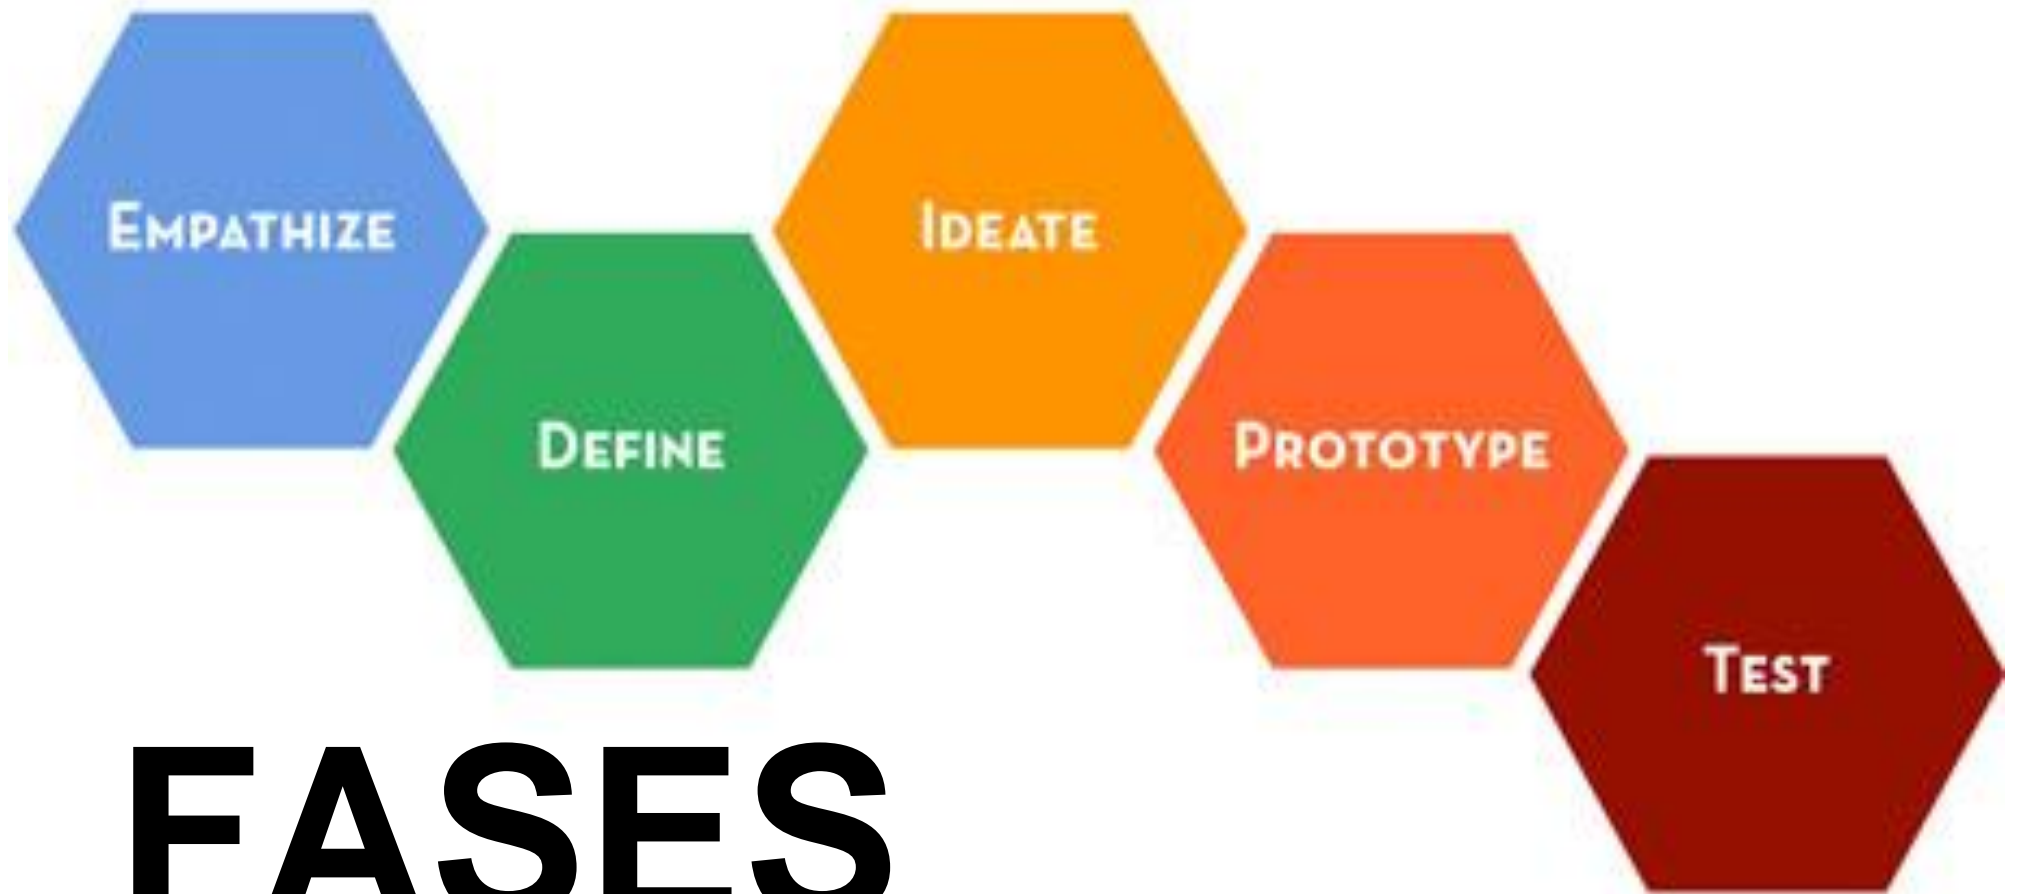 Empathize
Define
Ideate
Prototype
Test
FASES